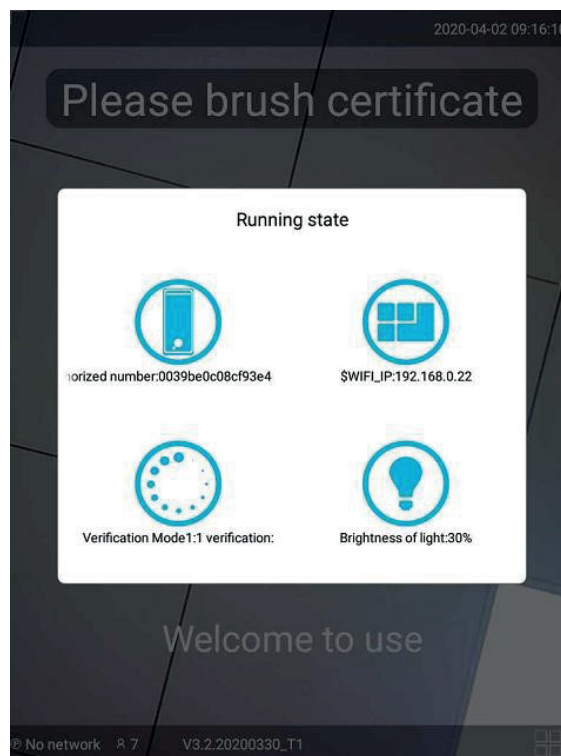 2020-04-02 09:16:10
Please brush certificate
Running state
orized number:0039be0c08cf93e4
$WIFI_IP:192.168.0.22
Verification Mode1:1 verification:
Brightness of light:30%
Welcome to use
No network 7 V3.2.20200330_T1